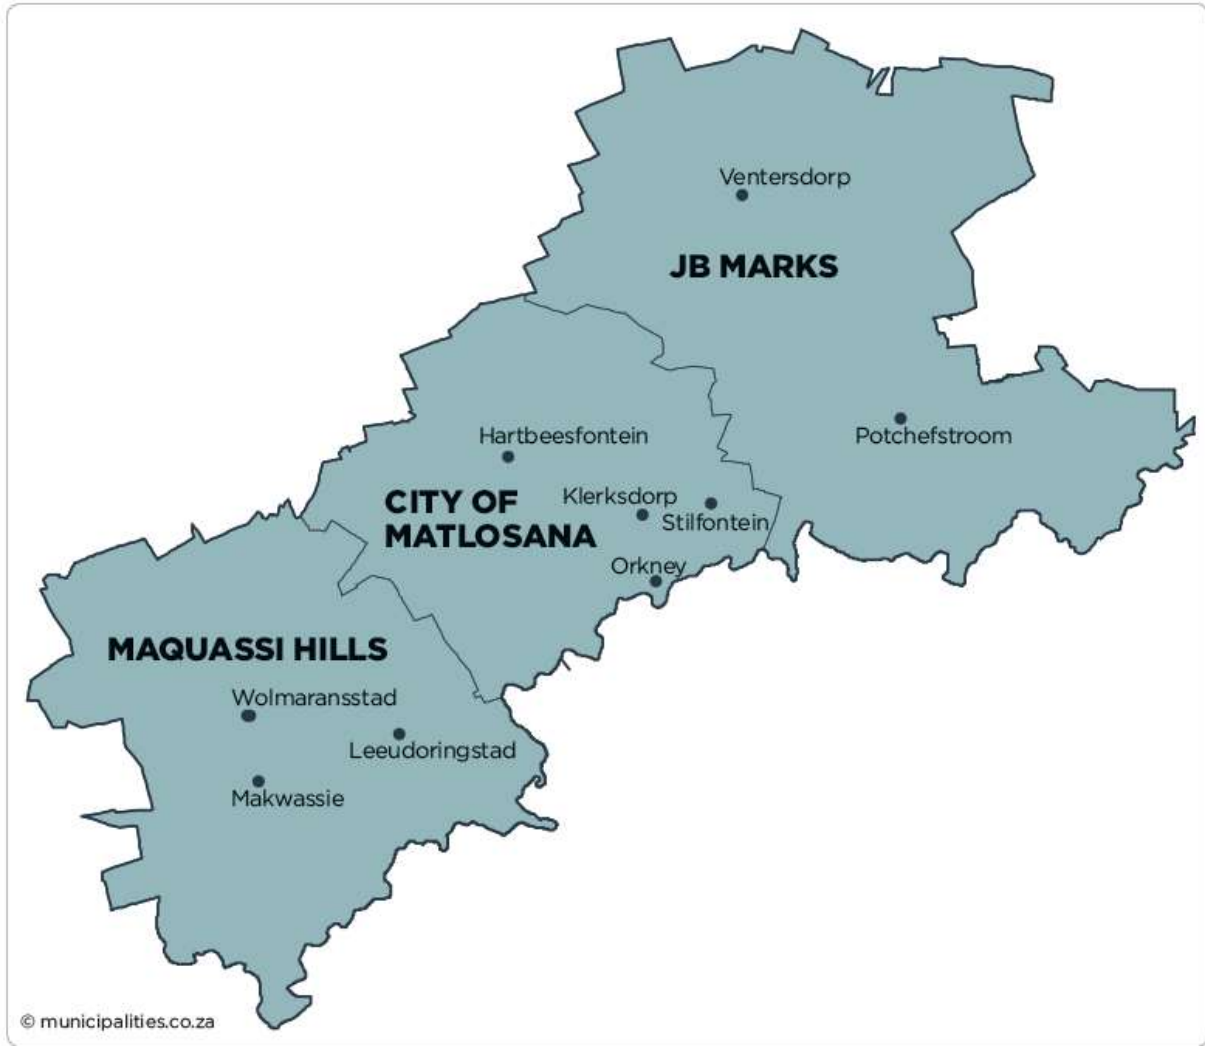 Ventersdorp
JB MARKS
Potchefstroom
Hartbeesfontein
CITY OF
MATLOSANA
Klerksdorp
Stilfontein
Orkney
MAQUASSI HILLS
Wolmaransstad
Leeudoringstad
Makwassie
© municipalities.co.za